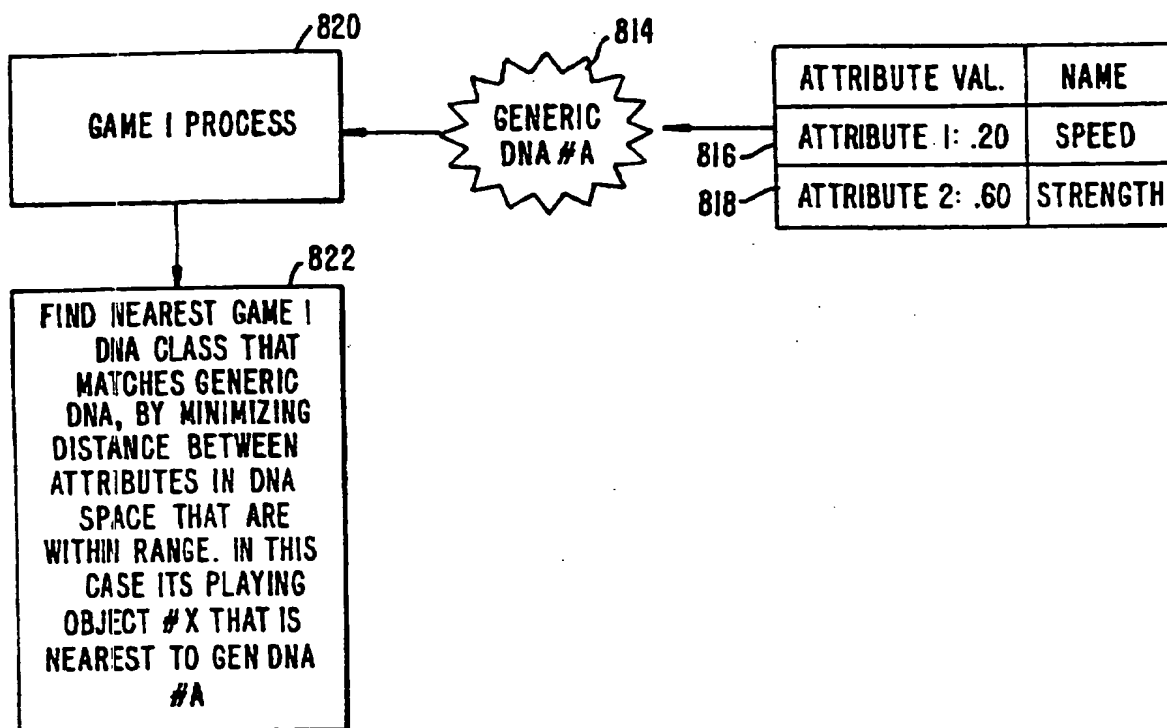 820
GAME I PROCESS
814
GENERIC
DNA #A
ATTRIBUTE VAL. NAME
816 ATTRIBUTE 1: .20 SPEED
818 ATTRIBUTE 2: .60 STRENGTH
822
FIND NEAREST GAME I
DNA CLASS THAT
MATCHES GENERIC
DNA, BY MINIMIZING
DISTANCE BETWEEN
ATTRIBUTES IN DNA
SPACE THAT ARE
WITHIN RANGE. IN THIS
CASE ITS PLAYING
OBJECT #X THAT IS
NEAREST TO GEN DNA
#A